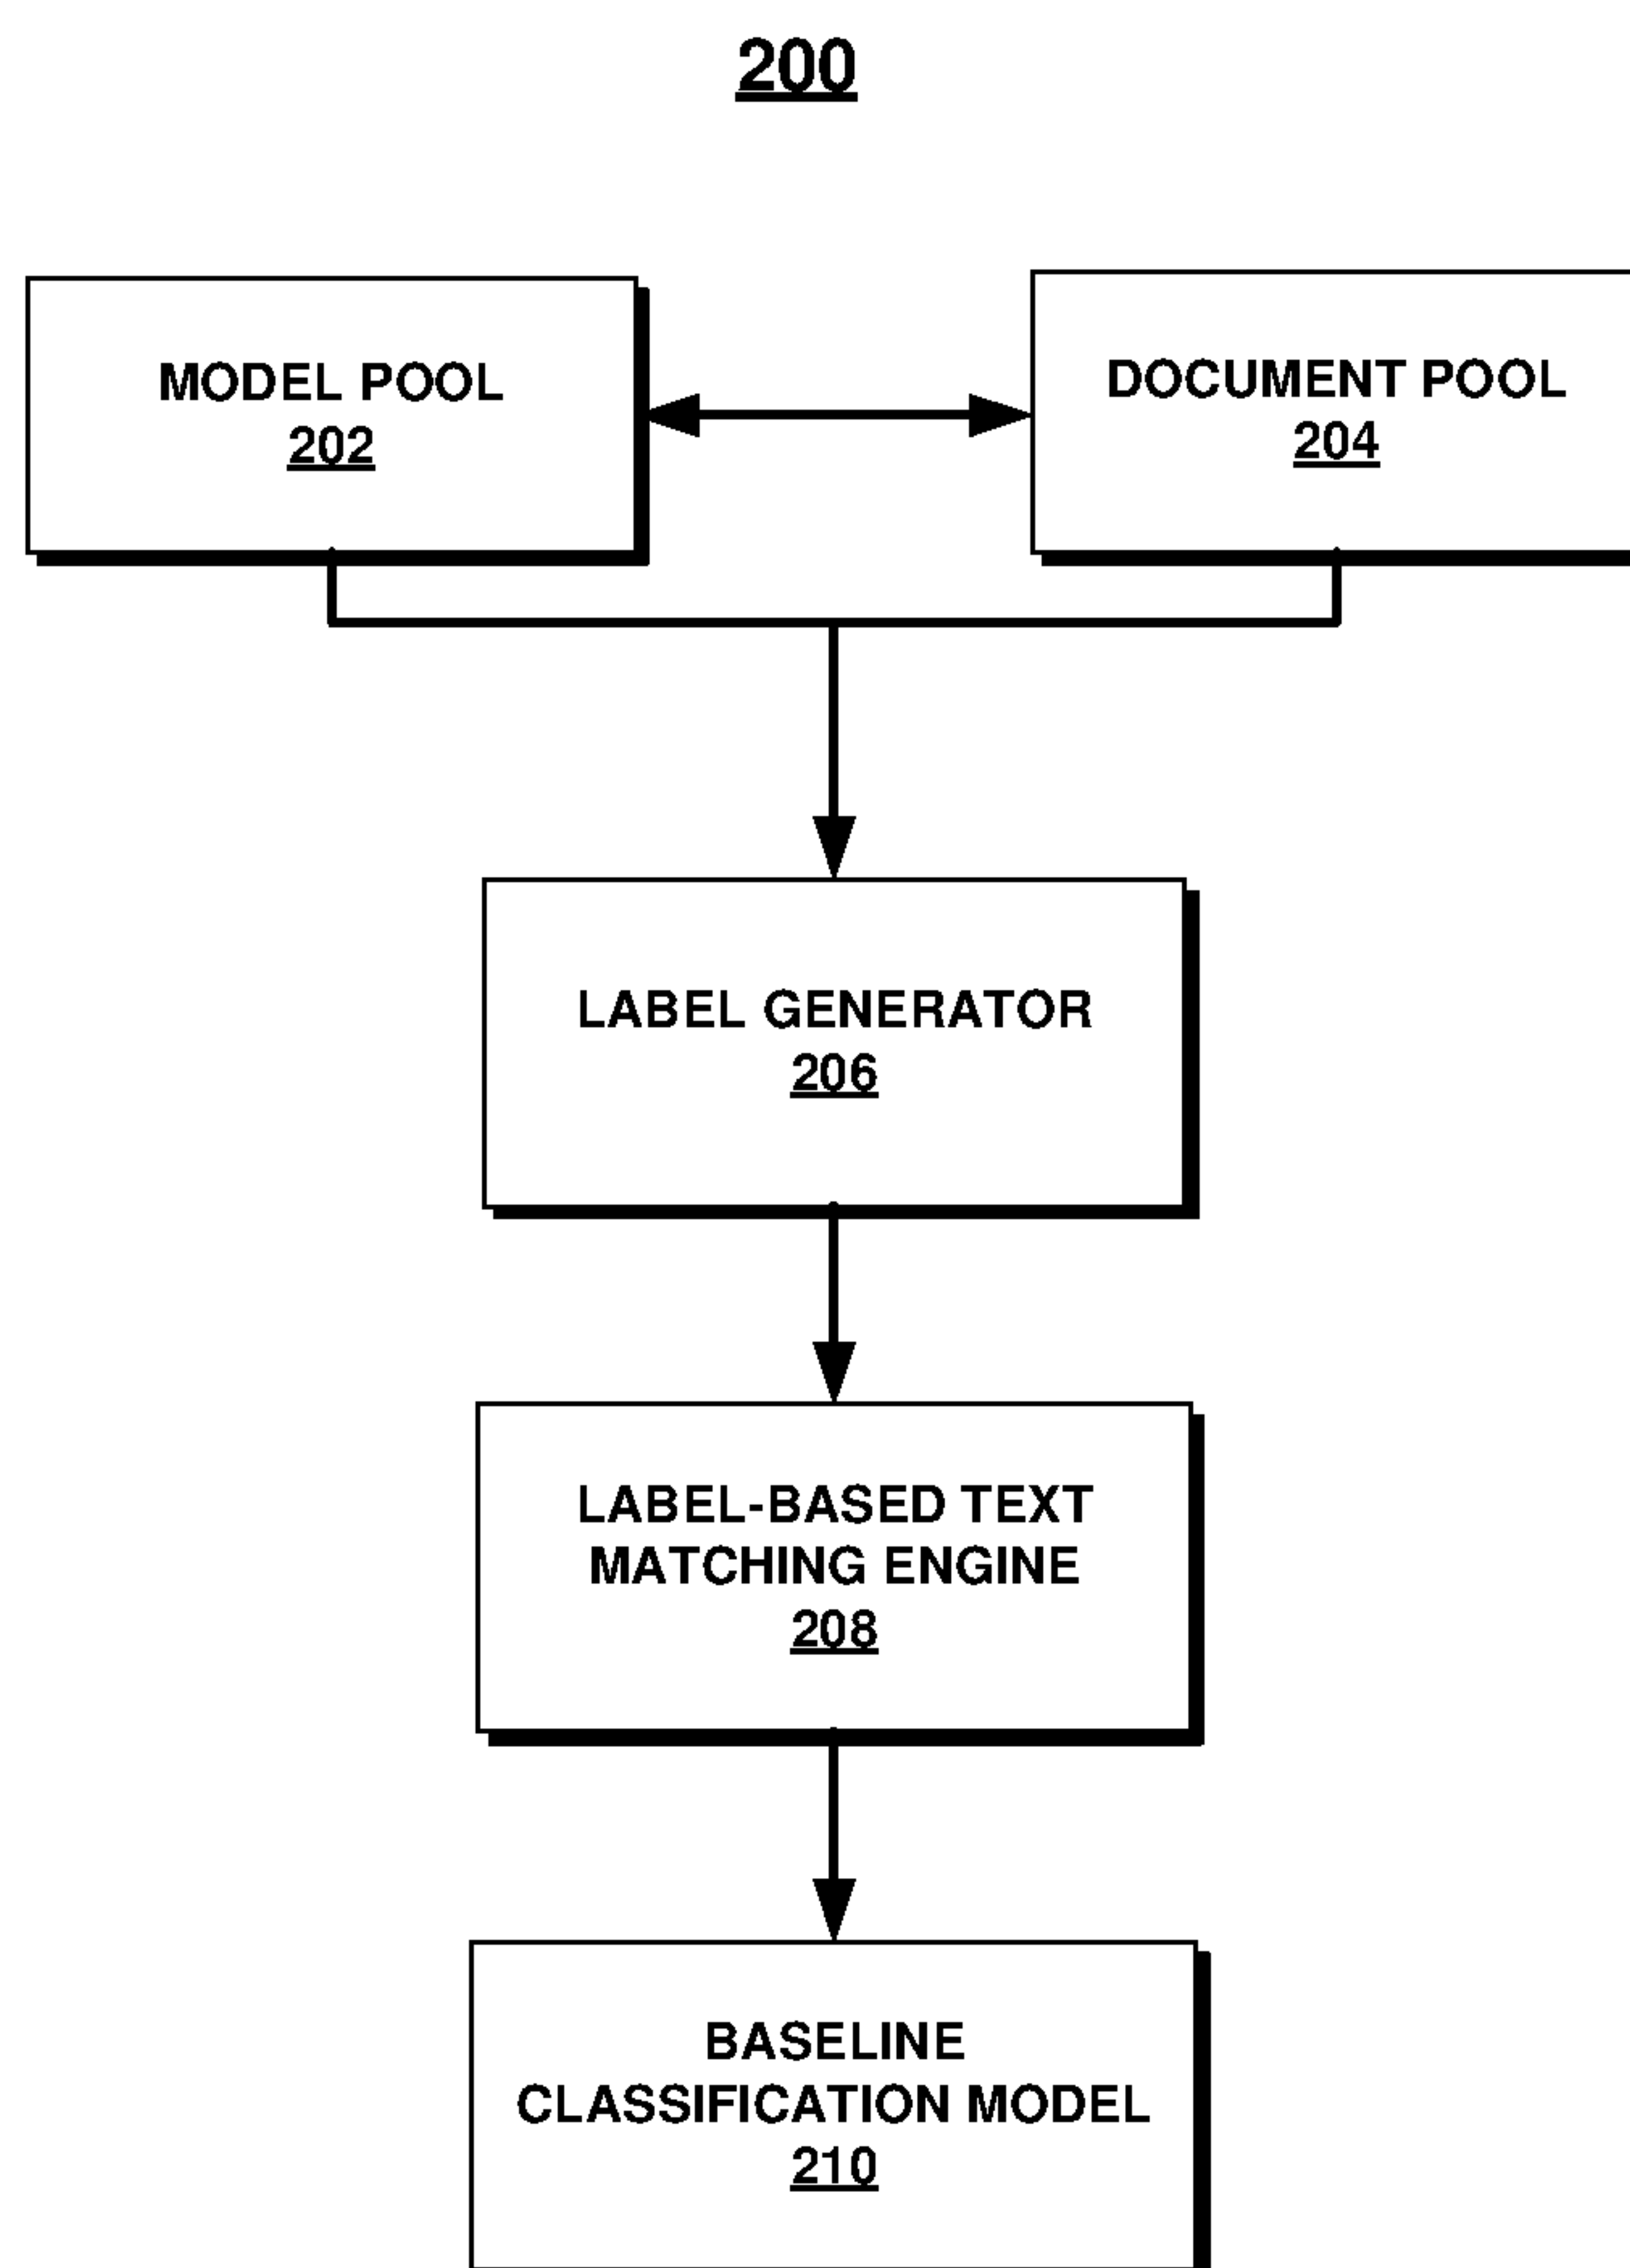 200
MODEL POOL
202
DOCUMENT POOL
204
LABEL GENERATOR
206
LABEL-BASED TEXT
MATCHING ENGINE
208
BASELINE
CLASSIFICATION MODEL
210